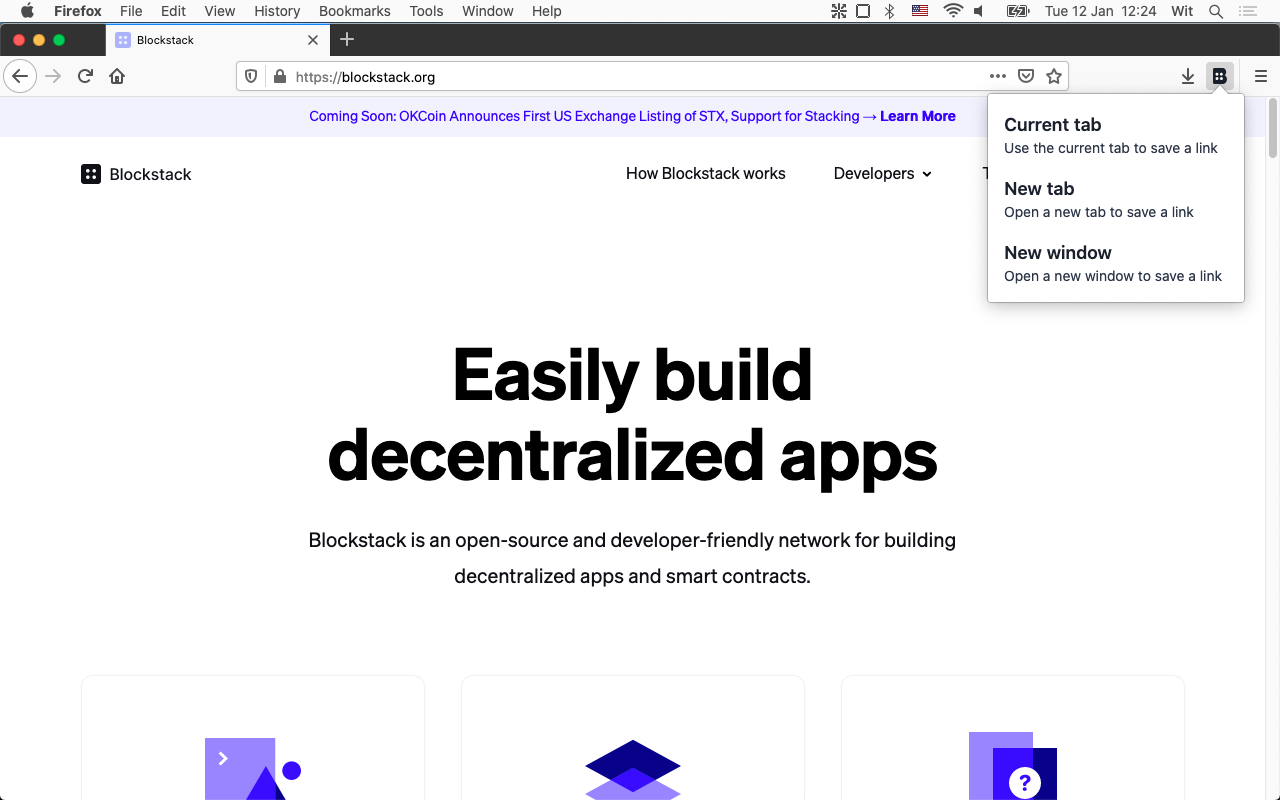 Firefox File Edit View History Bookmarks Tools Window Help Tue 12 Jan 12:24 Wit
Blockstack
https://blockstack.org
Coming Soon: OKCoin Announces First US Exchange Listing of STX, Support for Stacking → Learn More
Blockstack How Blockstack works Developers
Current tab
Use the current tab to save a link
New tab
Open a new tab to save a link
New window
Open a new window to save a link
Easily build
decentralized apps
Blockstack is an open-source and developer-friendly network for building
decentralized apps and smart contracts.
?